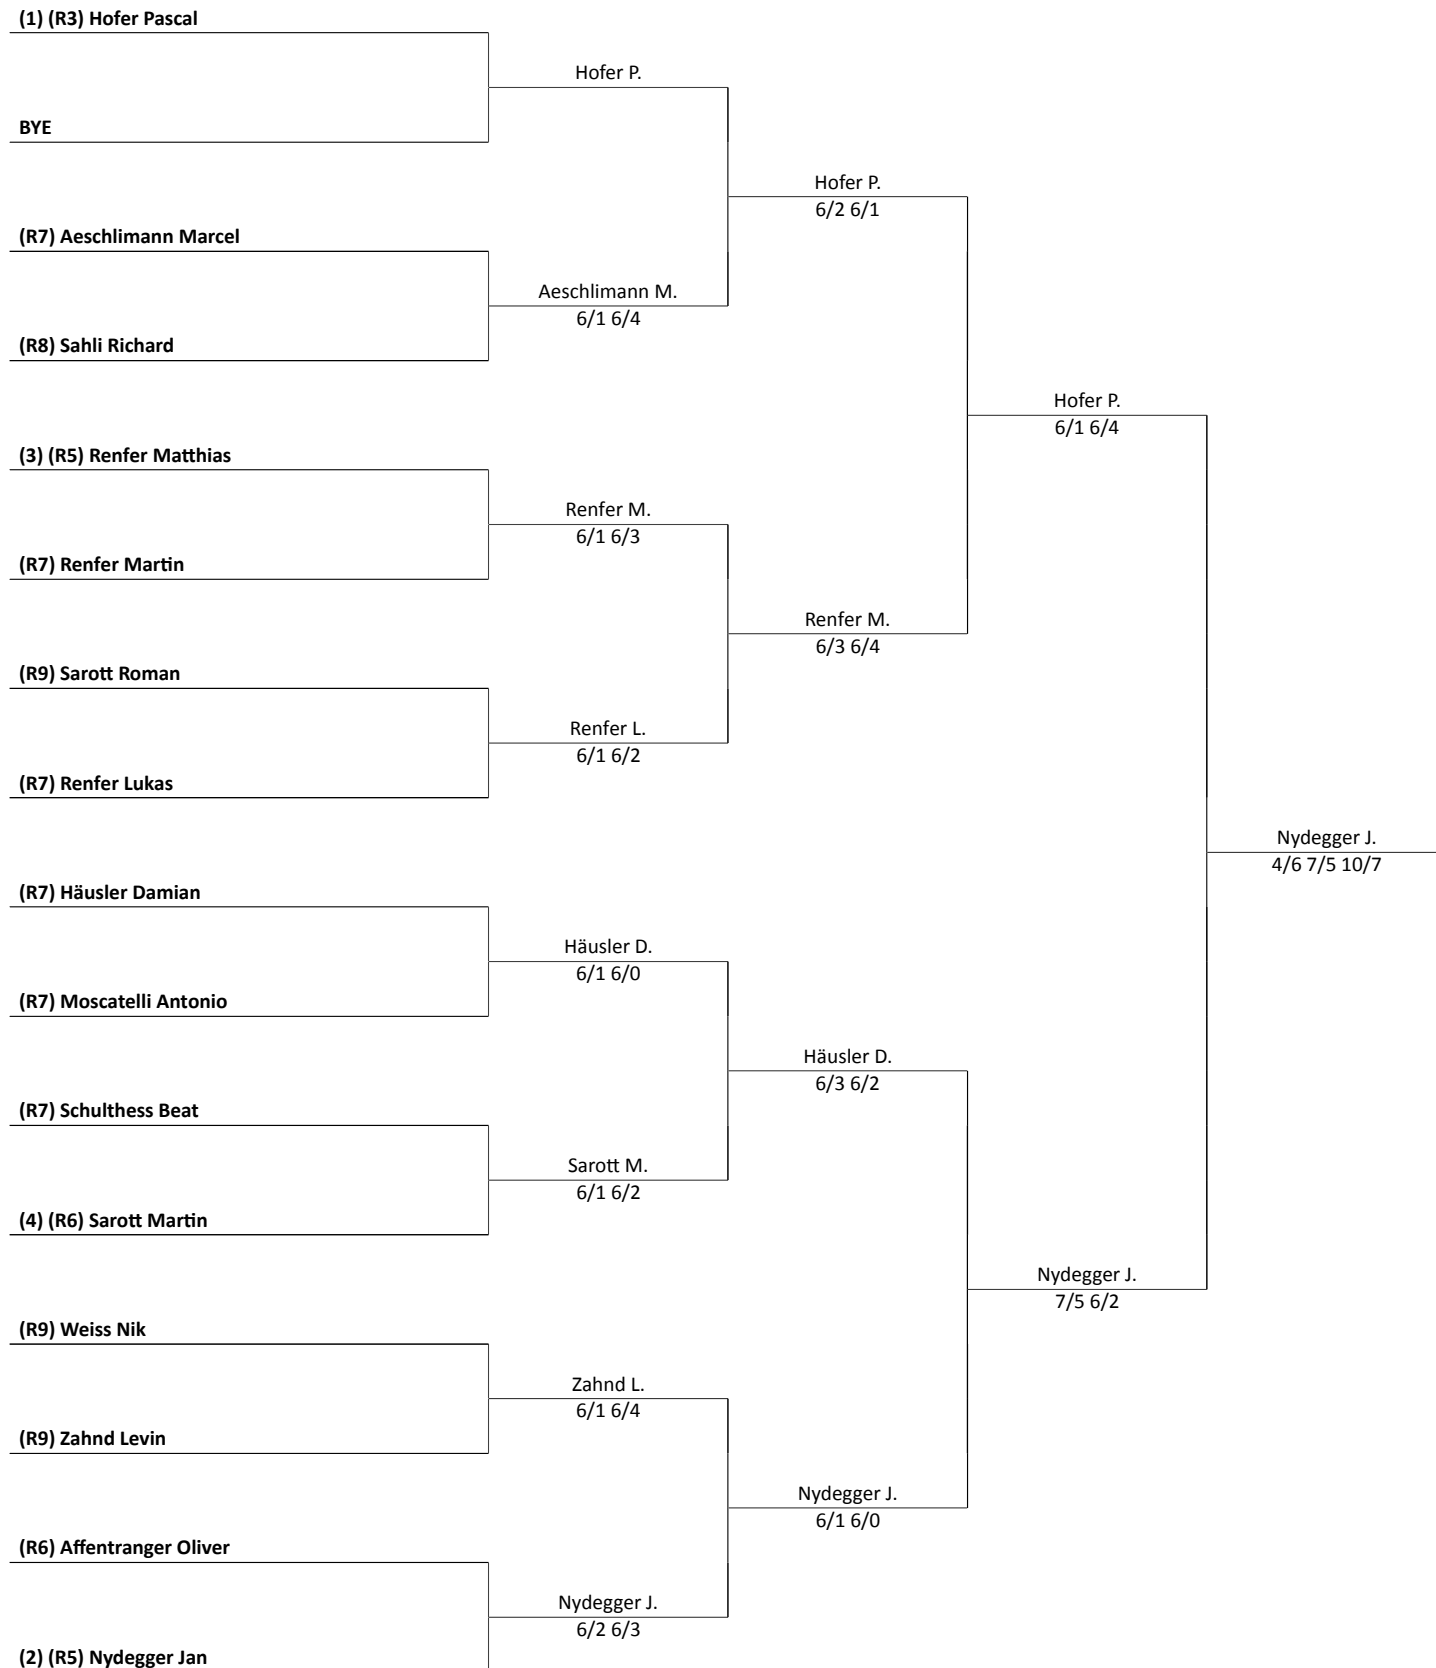 (1) (R3) Hofer Pascal
Hofer P.
BYE
Hofer P.
6/2 6/1
(R7) Aeschlimann Marcel
Aeschlimann M.
6/1 6/4
(R8) Sahli Richard
Hofer P.
6/1 6/4
(3) (R5) Renfer Matthias
Renfer M.
6/1 6/3
(R7) Renfer Martin
Renfer M.
6/3 6/4
(R9) Sarott Roman
Renfer L.
6/1 6/2
(R7) Renfer Lukas
Nydegger J.
4/6 7/5 10/7
(R7) Häusler Damian
Häusler D.
6/1 6/0
(R7) Moscatelli Antonio
Häusler D.
6/3 6/2
(R7) Schulthess Beat
Sarott M.
6/1 6/2
(4) (R6) Sarott Martin
Nydegger J.
7/5 6/2
(R9) Weiss Nik
Zahnd L.
6/1 6/4
(R9) Zahnd Levin
Nydegger J.
6/1 6/0
(R6) Affentranger Oliver
Nydegger J.
6/2 6/3
(2) (R5) Nydegger Jan